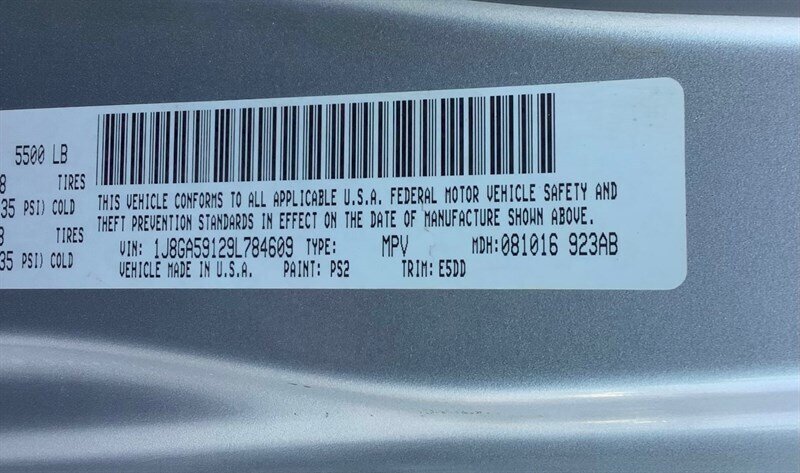 5500 LB
8 TIRES
35 PSI) COLD
8 TIRES
35 PSI) COLD
THIS VEHICLE CONFORMS TO ALL APPLICABLE U.S.A. FEDERAL MOTOR VEHICLE SAFETY AND
THEFT PREVENTION STANDARDS IN EFFECT ON THE DATE OF MANUFACTURE SHOWN ABOVE.
VIN: 1J8GA59129L784609 TYPE: MPV MDH:081016 923AB
VEHICLE MADE IN U.S.A. PAINT: PS2 TRIM: E5DD